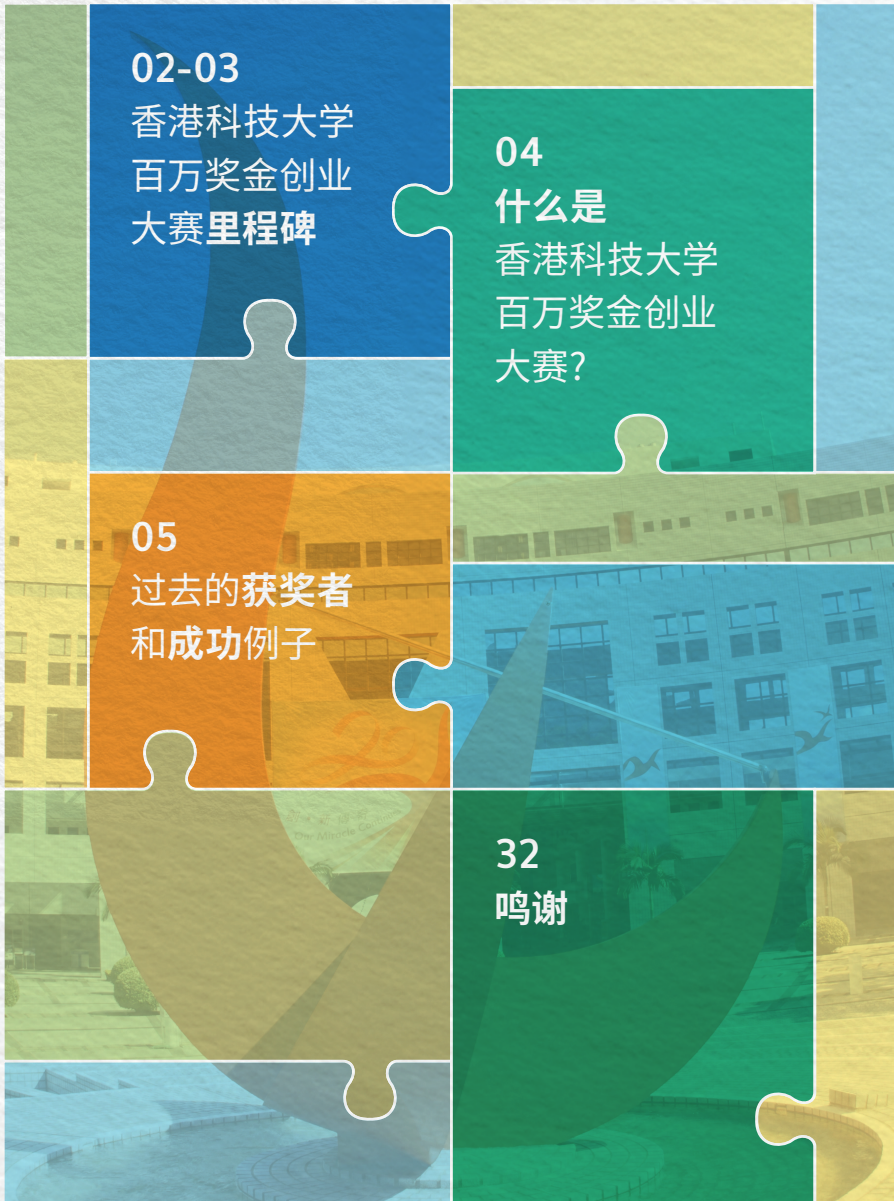 02-03
香港科技大学
百万奖金创业
大赛里程碑
04
什么是
香港科技大学
百万奖金创业
大赛?
05
过去的获奖者
和成功例子
32
鸣谢